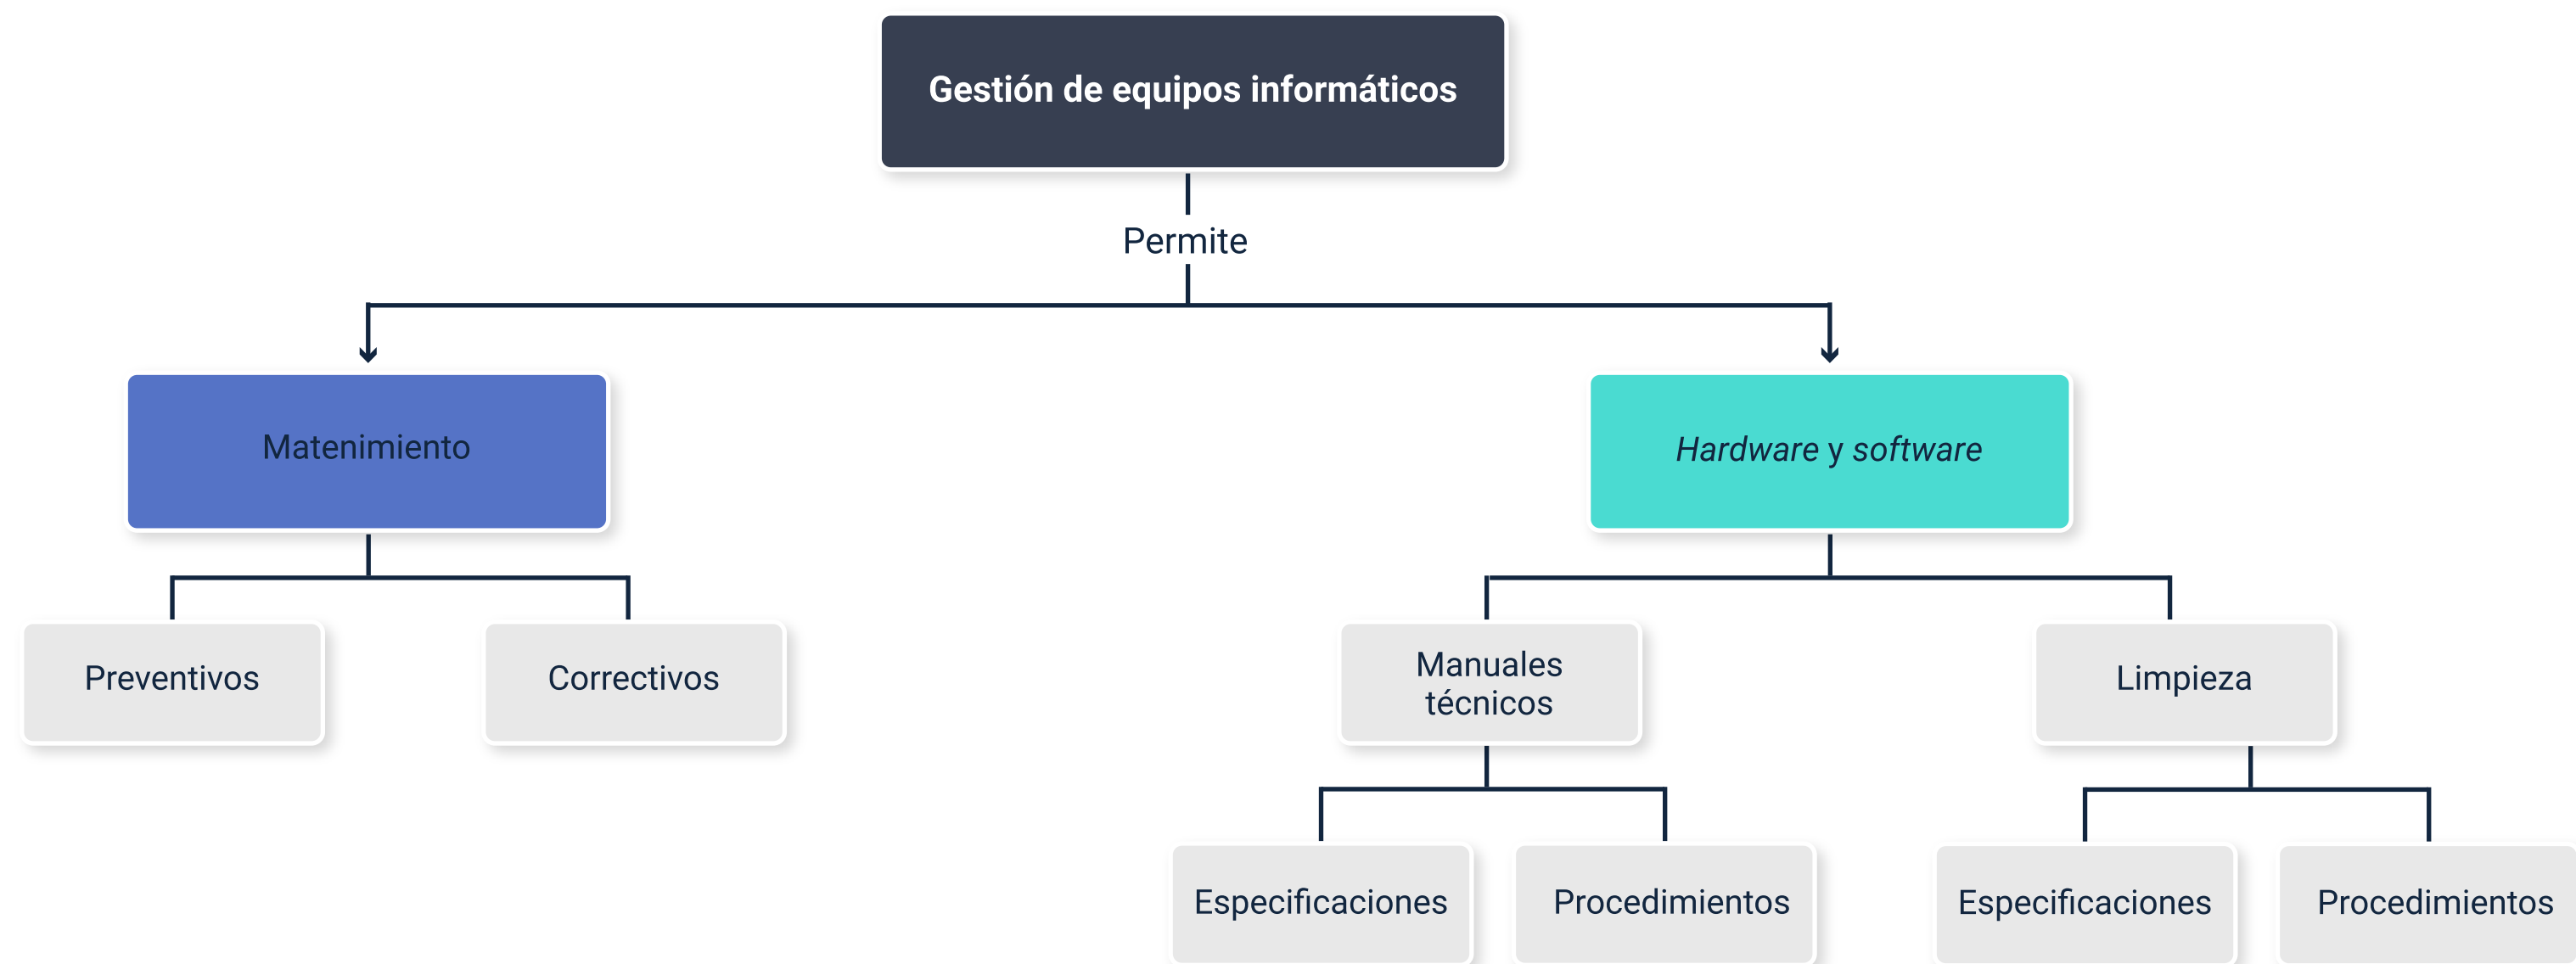 Gestión de equipos informáticos
Permite
Matenimiento
Hardware y software
Preventivos
Correctivos
Manuales
técnicos
Limpieza
Especificaciones
Procedimientos
Especificaciones
Procedimientos